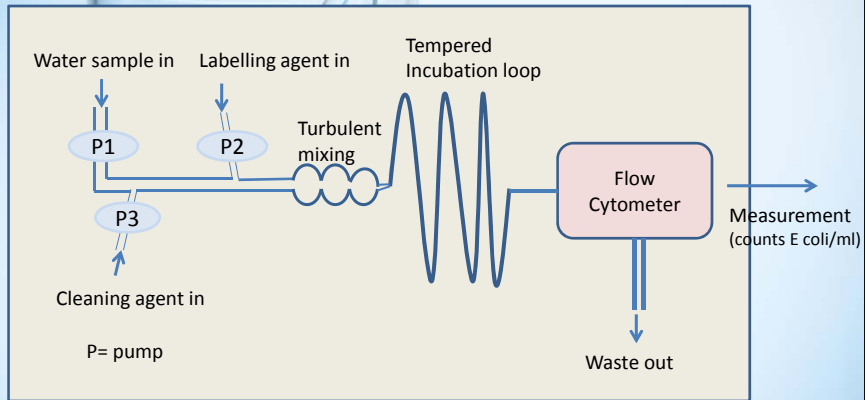 Water sample in
Labelling agent in
Tempered
Incubation loop
P1
P2
Turbulent
mixing
Flow
Cytometer
P3
Measurement
(counts E coli/ml)
Cleaning agent in
P= pump
Waste out